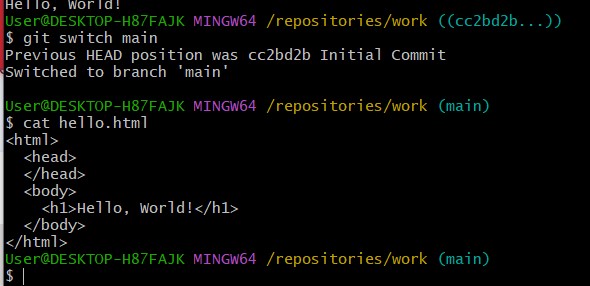 Hello, World!
User@DESKTOP-H87FAJK MINGW64 /repositories/work ((cc2bd2b...))
$ git switch main
Previous HEAD position was cc2bd2b Initial Commit
Switched to branch 'main'

User@DESKTOP-H87FAJK MINGW64 /repositories/work (main)
$ cat hello.html
<html>
  <head>
  </head>
  <body>
    <h1>Hello, World!</h1>
  </body>
</html>
User@DESKTOP-H87FAJK MINGW64 /repositories/work (main)
$